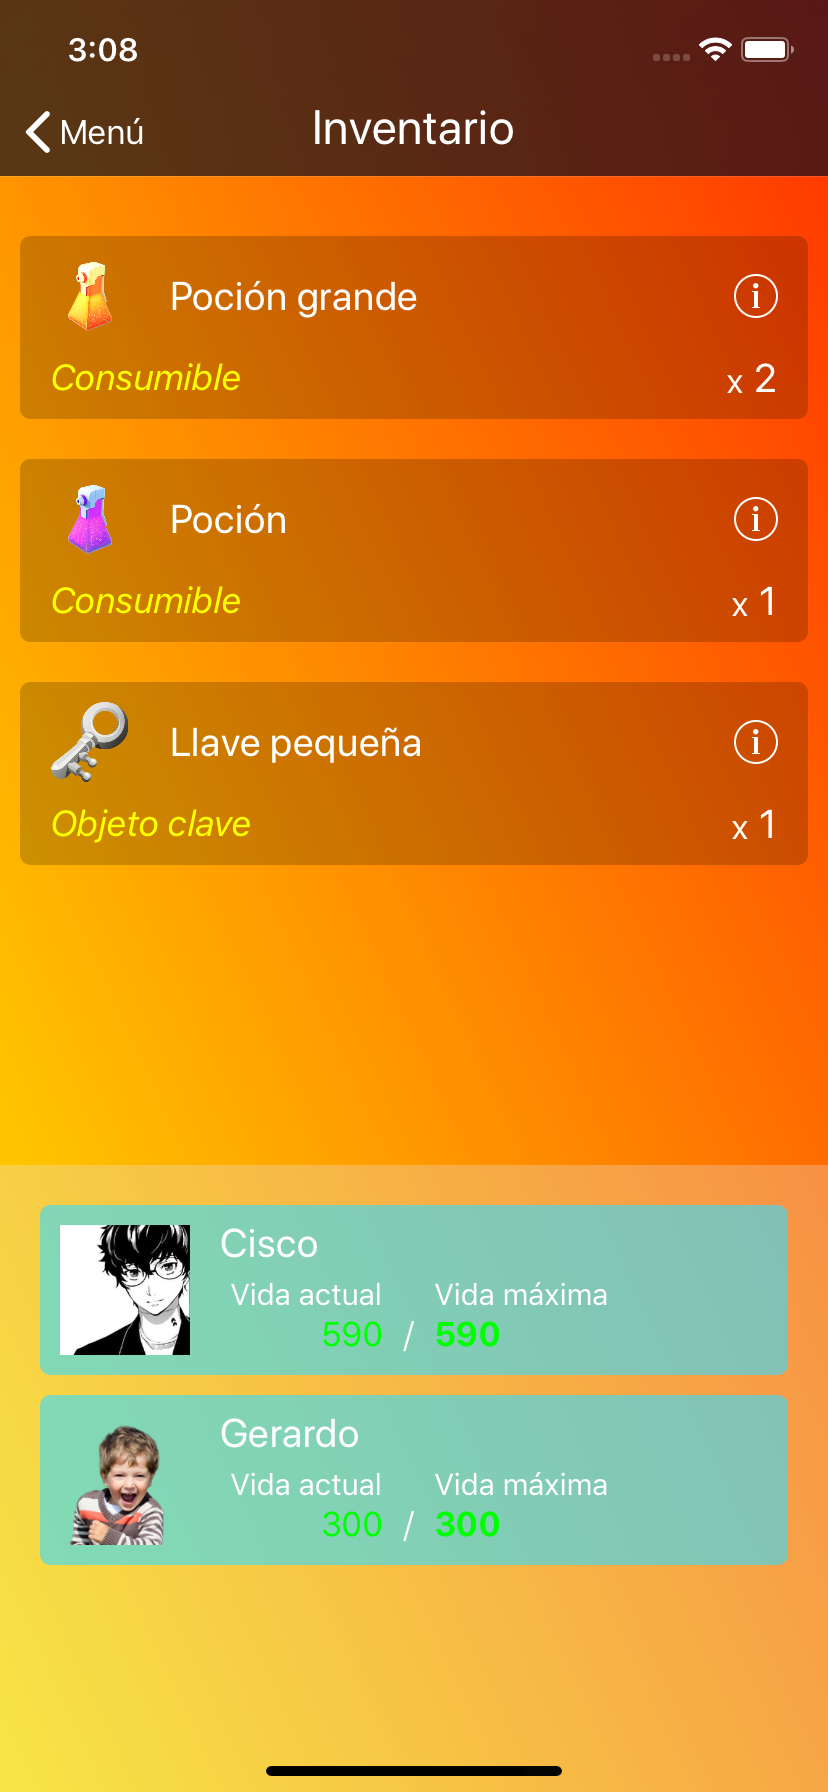 3:08
Menú
Inventario
Poción grande
Consumible
x 2
Poción
Consumible
x 1
Llave pequeña
Objeto clave
x 1
Cisco
Vida actual Vida máxima
590 / 590
Gerardo
Vida actual Vida máxima
300 / 300